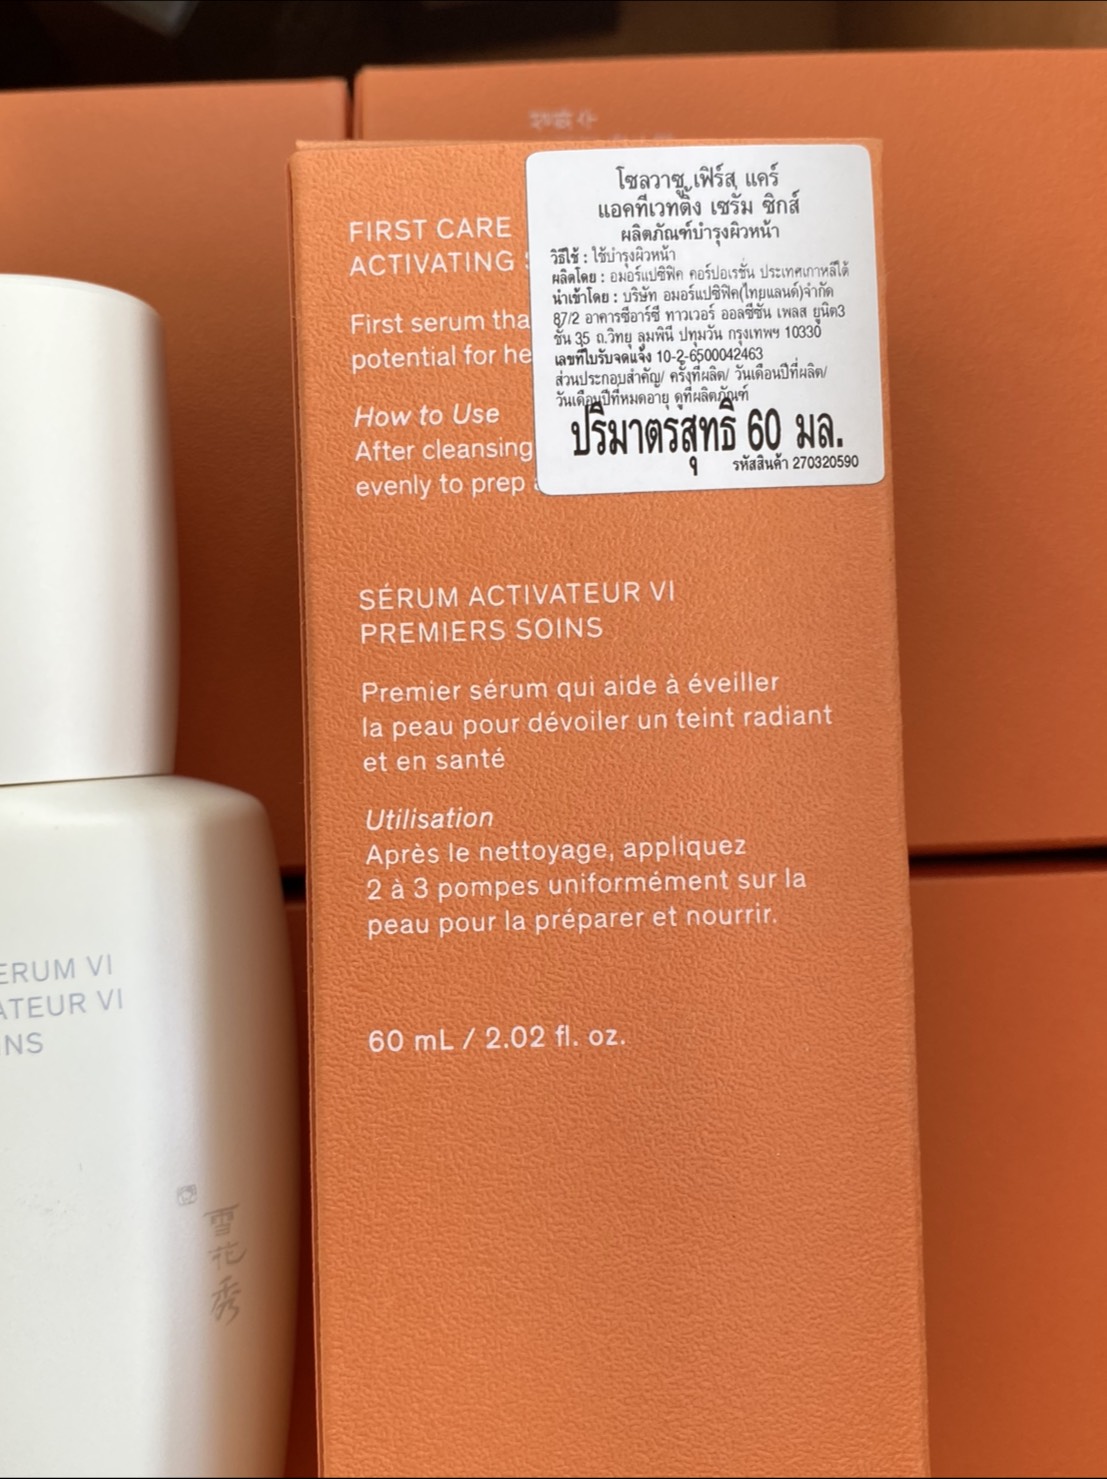 โซลวาซู เฟิร์ส แคร์
แอคทีเวทติ้ง เซรั่ม ซิกส์
ผลิตภัณฑ์บำรุงผิวหน้า
วิธีใช้ : ใช้บำรุงผิวหน้า
ผลิตโดย : อมอร์แปซิฟิค คอร์ปอเรชั่น ประเทศเกาหลีใต้
นำเข้าโดย : บริษัท อมอร์แปซิฟิค(ไทยแลนด์)จำกัด
87/2 อาคารซีอาร์ซี ทาวเวอร์ ออลซีซั่น เพลส ยูนิต3
ชั้น 35 ถ.วิทยุ ลุมพินี ปทุมวัน กรุงเทพฯ 10330
เลขที่ใบรับจดแจ้ง 10-2-6500042463
ส่วนประกอบสำคัญ/ ครั้งที่ผลิต/ วันเดือนปีที่ผลิต/
วันเดือนปีที่หมดอายุ ดูที่ผลิตภัณฑ์
ปริมาตรสุทธิ 60 มล.
รหัสสินค้า 270320590
FIRST CARE
ACTIVATING
First serum tha
potential for he
How to Use
After cleansing
evenly to prep
SÉRUM ACTIVATEUR VI
PREMIERS SOINS
Premier sérum qui aide à éveiller
la peau pour dévoiler un teint radiant
et en santé
Utilisation
Après le nettoyage, appliquez
2 à 3 pompes uniformément sur la
peau pour la préparer et nourrir.
60 mL / 2.02 fl. oz.
ERUM VI
ATEUR VI
NS
雪花秀